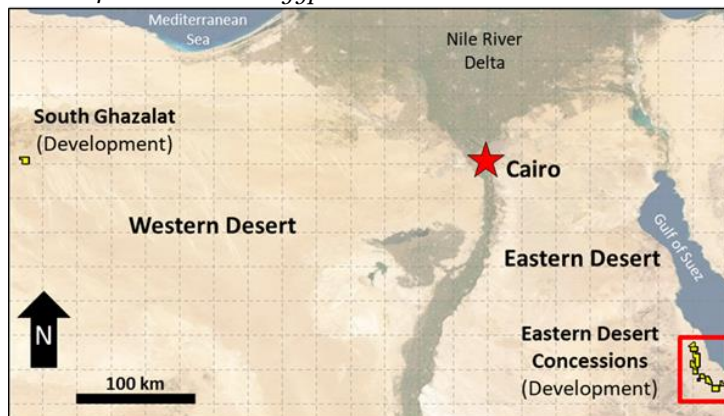 Mediterranean
Sea
Nile River
Delta
South Ghazalat
(Development)
Cairo
Western Desert
Gulf of Suez
Eastern Desert
N
Eastern Desert
Concessions
(Development)
100 km